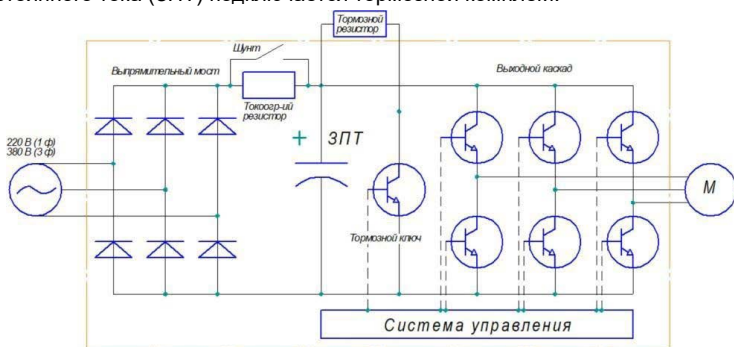 Тормозной
резистор
Шунт
Выпрямительный мост
Выходной каскад
Токоогр-ий
резистор
220 В (1 ф)
380 В (3 ф)
+ ЗПТ
М
Тормозной ключ
Система управления